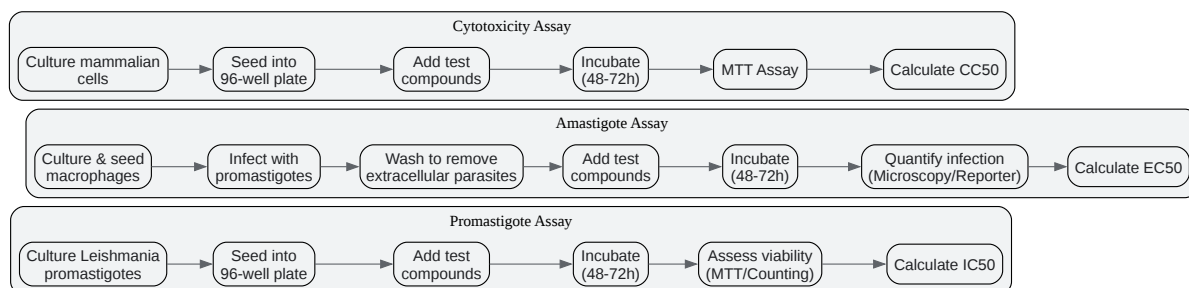 Cytotoxicity Assay
Culture mammalian
cells
Seed into
96-well plate
Add test
compounds
Incubate
(48-72h)
MTT Assay
Calculate CC50
Amastigote Assay
Culture & seed
macrophages
Infect with
promastigotes
Wash to remove
extracellular parasites
Add test
compounds
Incubate
(48-72h)
Quantify infection
(Microscopy/Reporter)
Calculate EC50
Promastigote Assay
Culture Leishmania
promastigotes
Seed into
96-well plate
Add test
compounds
Incubate
(48-72h)
Assess viability
(MTT/Counting)
Calculate IC50